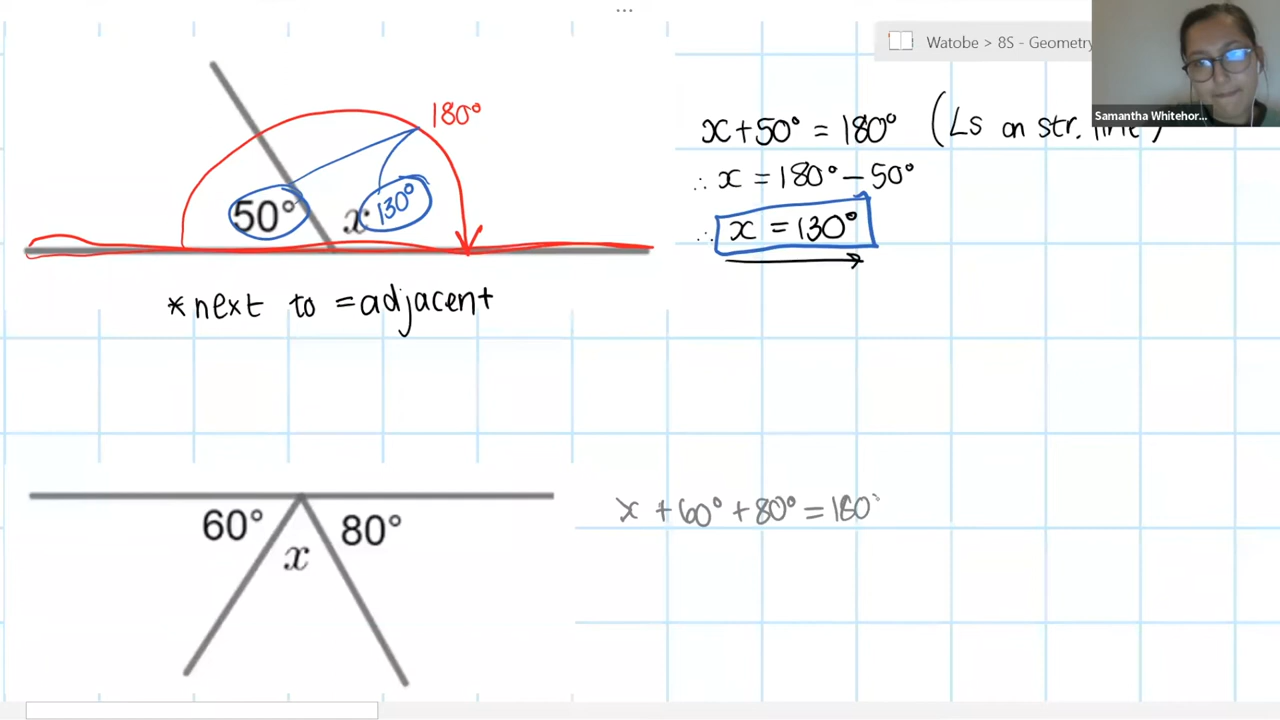 Watobe > 8S - Geometry
Samantha Whitehor...
180°
50°
x 130°
*next to = adjacent
x + 50° = 180° (Ls on str. line)
∴ x = 180° - 50°
∴ x = 130°
60° x 80°
x + 60° + 80° = 180°